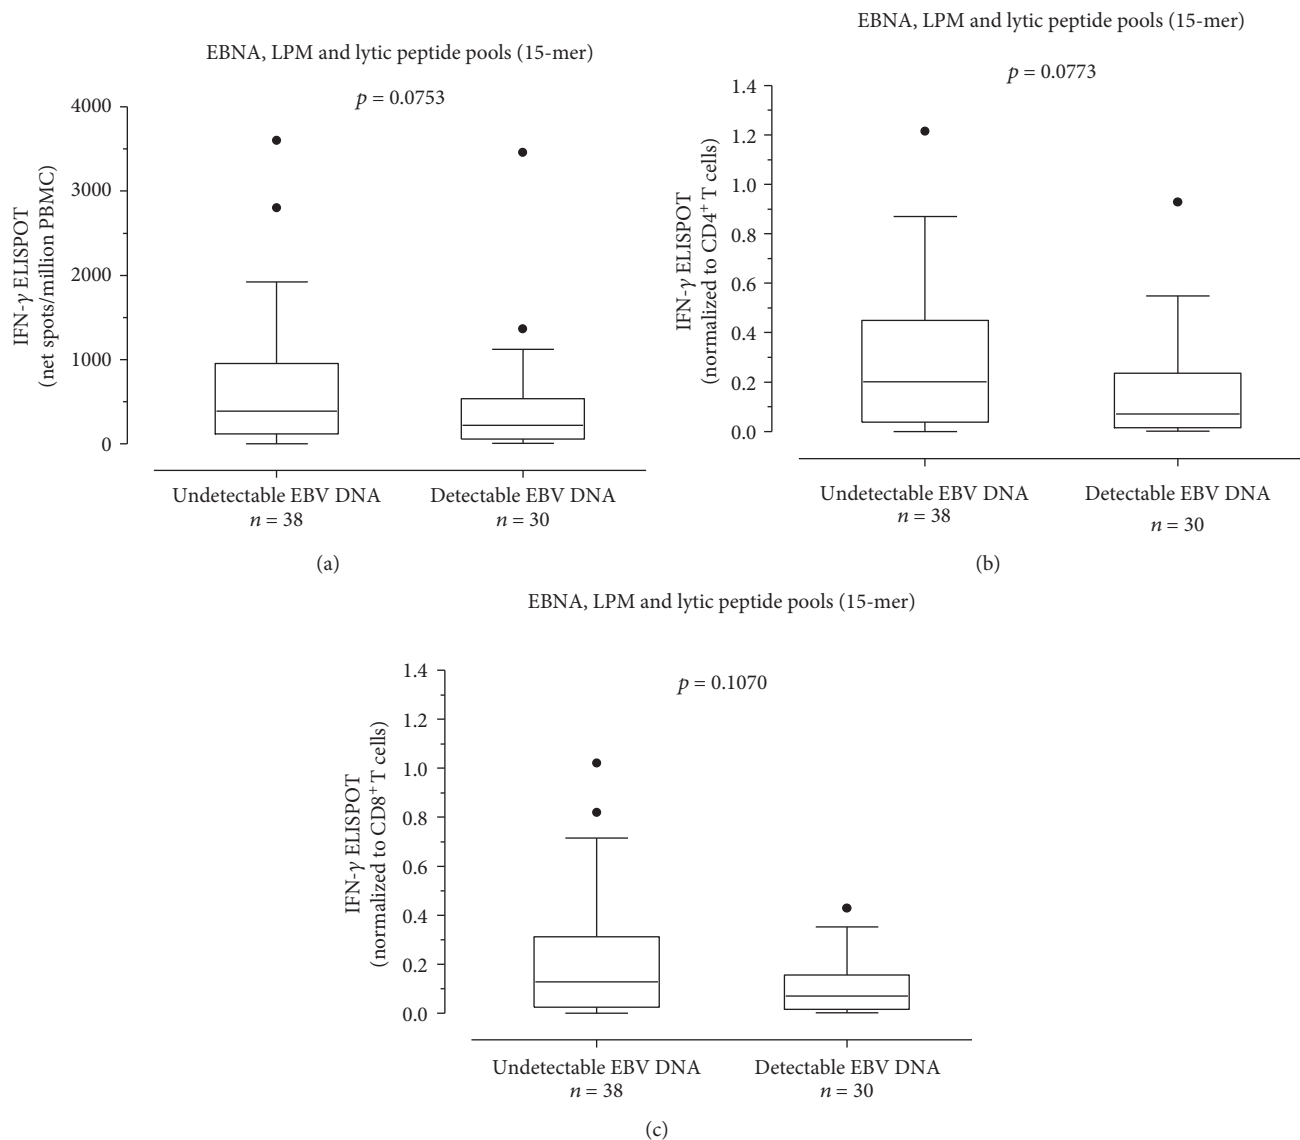 EBNA, LPM and lytic peptide pools (15-mer)
p = 0.0753
IFN-γ ELISPOT
(net spots/million PBMC)
4000
3000
2000
1000
0
Undetectable EBV DNA
n = 38
Detectable EBV DNA
n = 30
(a)
EBNA, LPM and lytic peptide pools (15-mer)
p = 0.0773
IFN-γ ELISPOT
(normalized to CD4⁺ T cells)
1.4
1.2
1.0
0.8
0.6
0.4
0.2
0.0
Undetectable EBV DNA
n = 38
Detectable EBV DNA
n = 30
(b)
EBNA, LPM and lytic peptide pools (15-mer)
p = 0.1070
IFN-γ ELISPOT
(normalized to CD8⁺ T cells)
1.4
1.2
1.0
0.8
0.6
0.4
0.2
0.0
Undetectable EBV DNA
n = 38
Detectable EBV DNA
n = 30
(c)